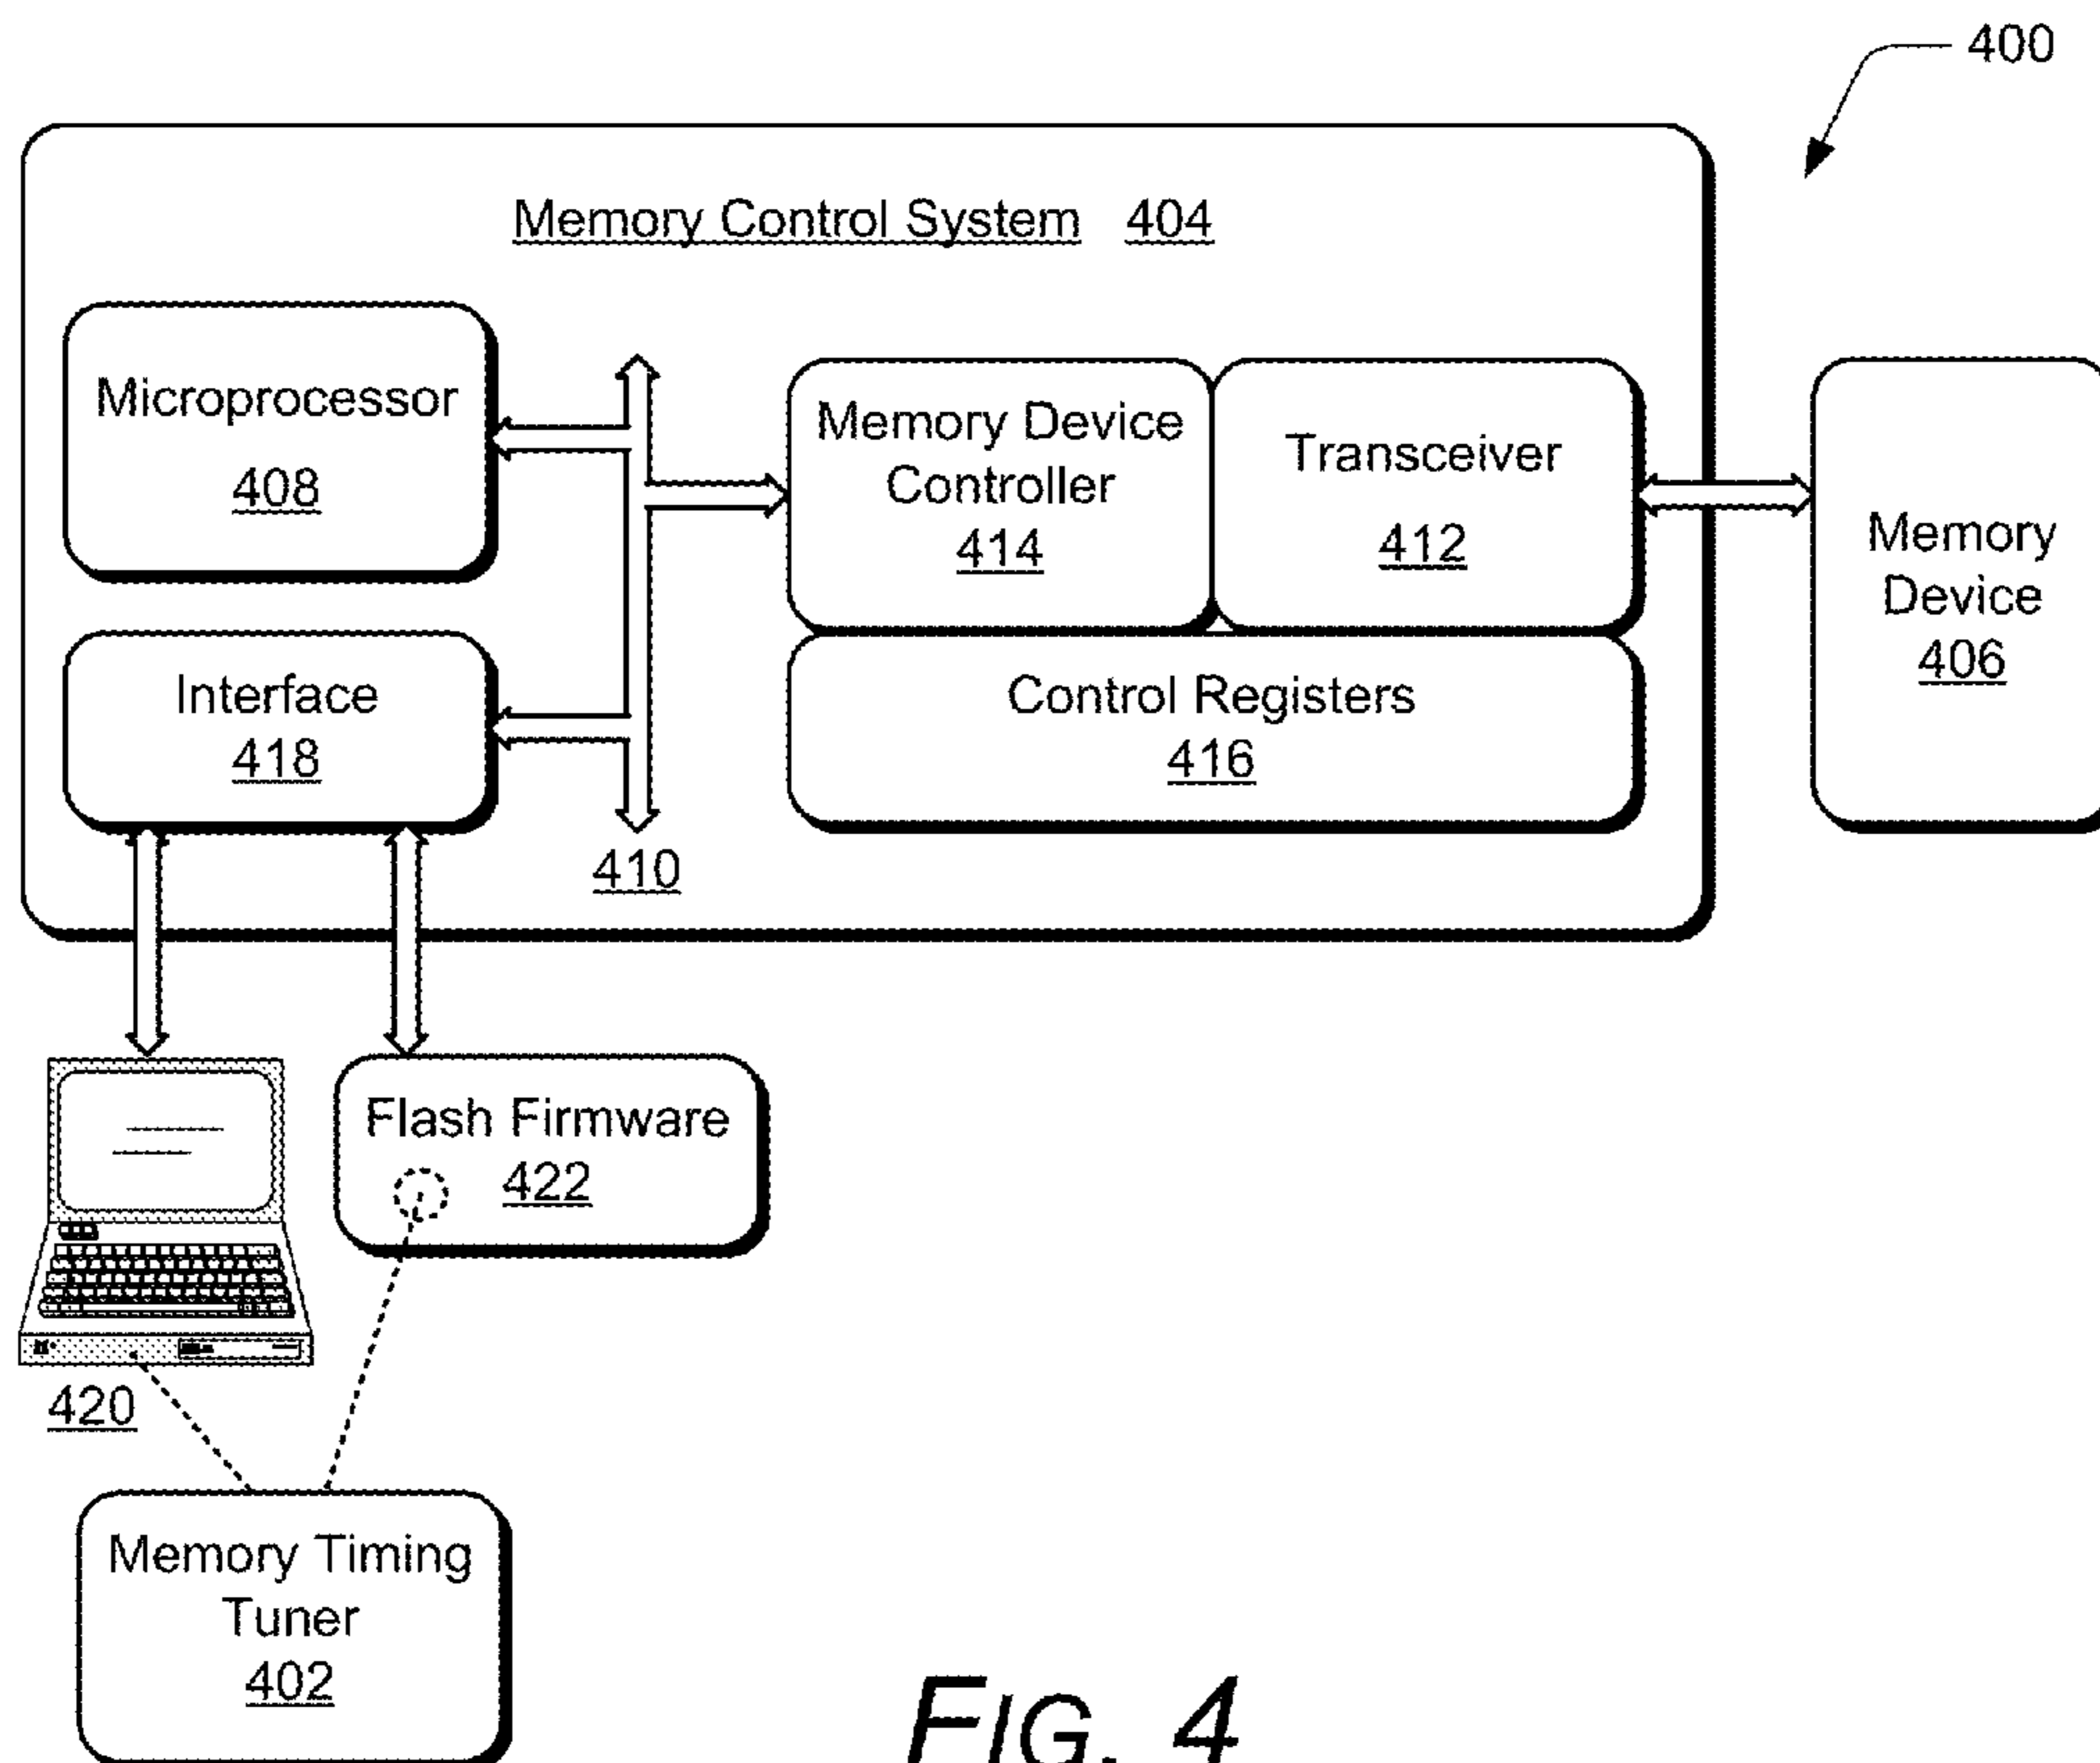 400
Memory Control System 404
Microprocessor
408
Memory Device
Controller
414
Transceiver
412
Memory
Device
406
Interface
418
Control Registers
416
410
Flash Firmware
422
420
Memory Timing
Tuner
402
FIG. 4